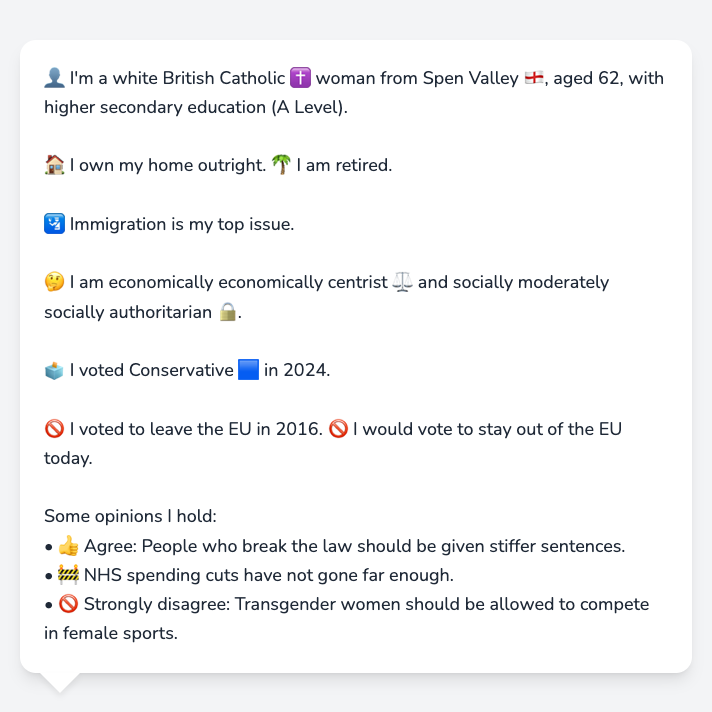 👤 I'm a white British Catholic ✝️ woman from Spen Valley 🏴󠁧󠁢󠁥󠁮󠁧󠁿, aged 62, with
higher secondary education (A Level).
🏠 I own my home outright. 🌴 I am retired.
🛂 Immigration is my top issue.
🤔 I am economically economically centrist ⚖️ and socially moderately
socially authoritarian 🔒.
🗳️ I voted Conservative 🟦 in 2024.
🚫 I voted to leave the EU in 2016. 🚫 I would vote to stay out of the EU
today.
Some opinions I hold:
• 👍 Agree: People who break the law should be given stiffer sentences.
• 🚧 NHS spending cuts have not gone far enough.
• 🚫 Strongly disagree: Transgender women should be allowed to compete
in female sports.